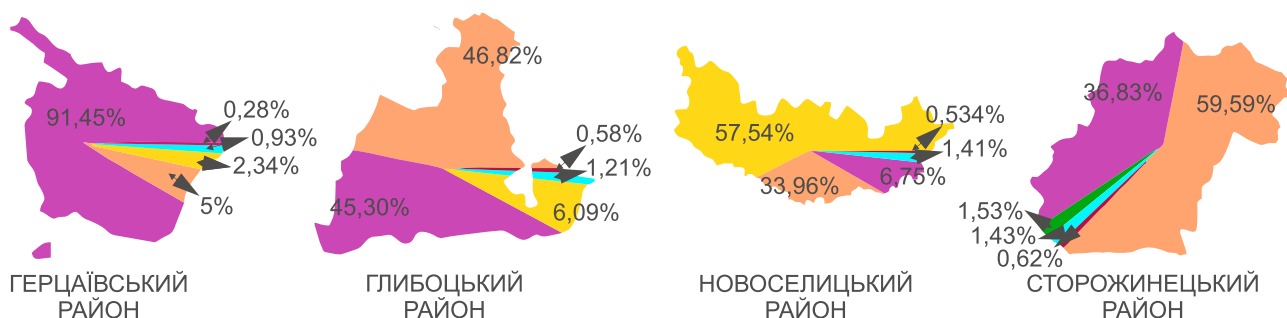 91,45%
0,28%
0,93%
2,34%
5%
ГЕРЦАЇВСЬКИЙ
РАЙОН
46,82%
0,58%
1,21%
45,30%
6,09%
ГЛИБОЦЬКИЙ
РАЙОН
57,54%
0,534%
1,41%
33,96%
6,75%
НОВОСЕЛИЦЬКИЙ
РАЙОН
36,83%
59,59%
1,53%
1,43%
0,62%
СТОРОЖИНЕЦЬКИЙ
РАЙОН